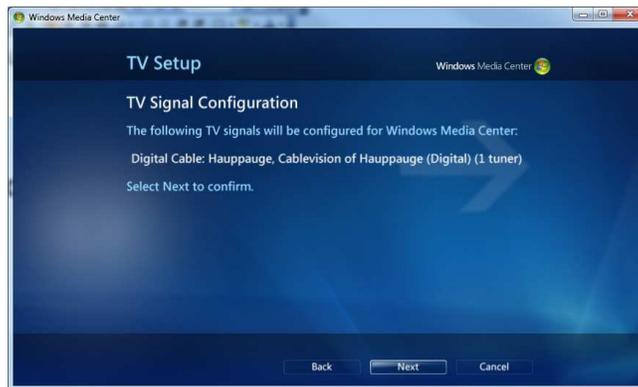 Windows Media Center
TV Setup
Windows Media Center
TV Signal Configuration
The following TV signals will be configured for Windows Media Center:
Digital Cable: Hauppauge, Cablevision of Hauppauge (Digital) (1 tuner)
Select Next to confirm.
Back Next Cancel